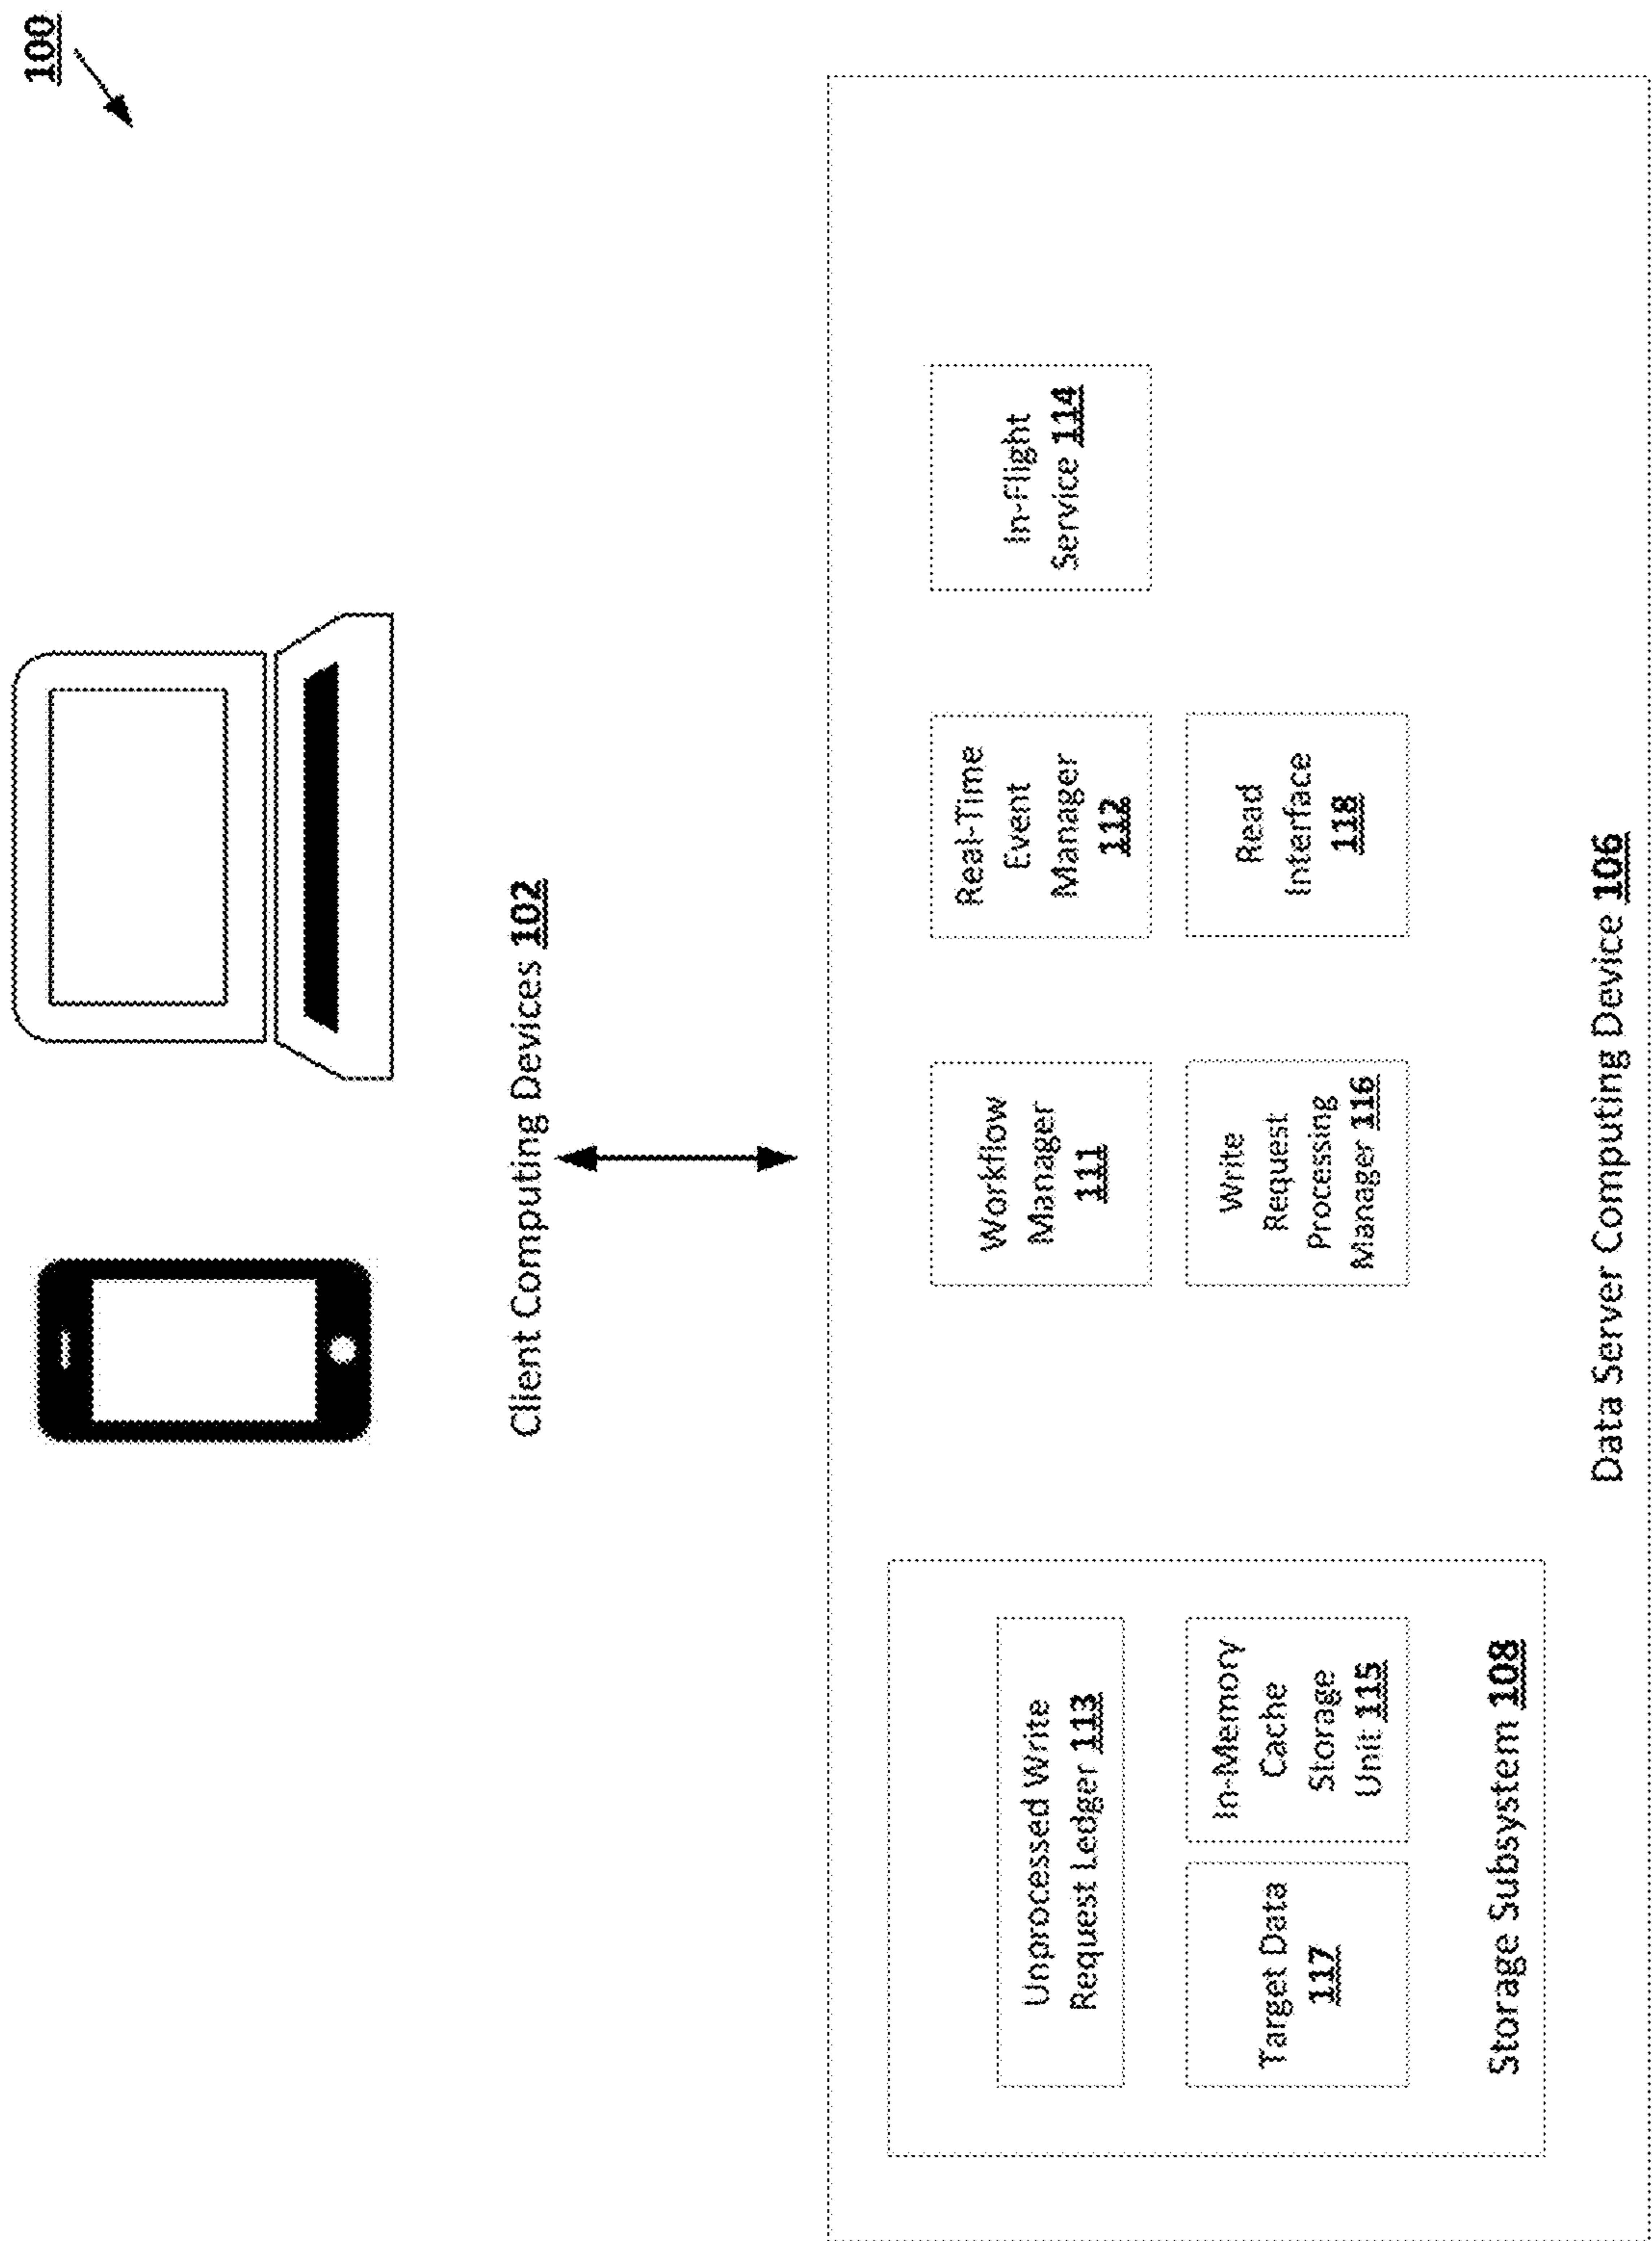 100
Client Computing Devices 102
Unprocessed Write
Request Ledger 113
Target Data
117
In-Memory
Cache
Storage
Unit 115
Storage Subsystem 108
Workflow
Manager
111
Real-Time
Event
Manager
112
In-Flight
Service 114
Write
Request
Processing
Manager 116
Read
Interface
118
Data Server Computing Device 106